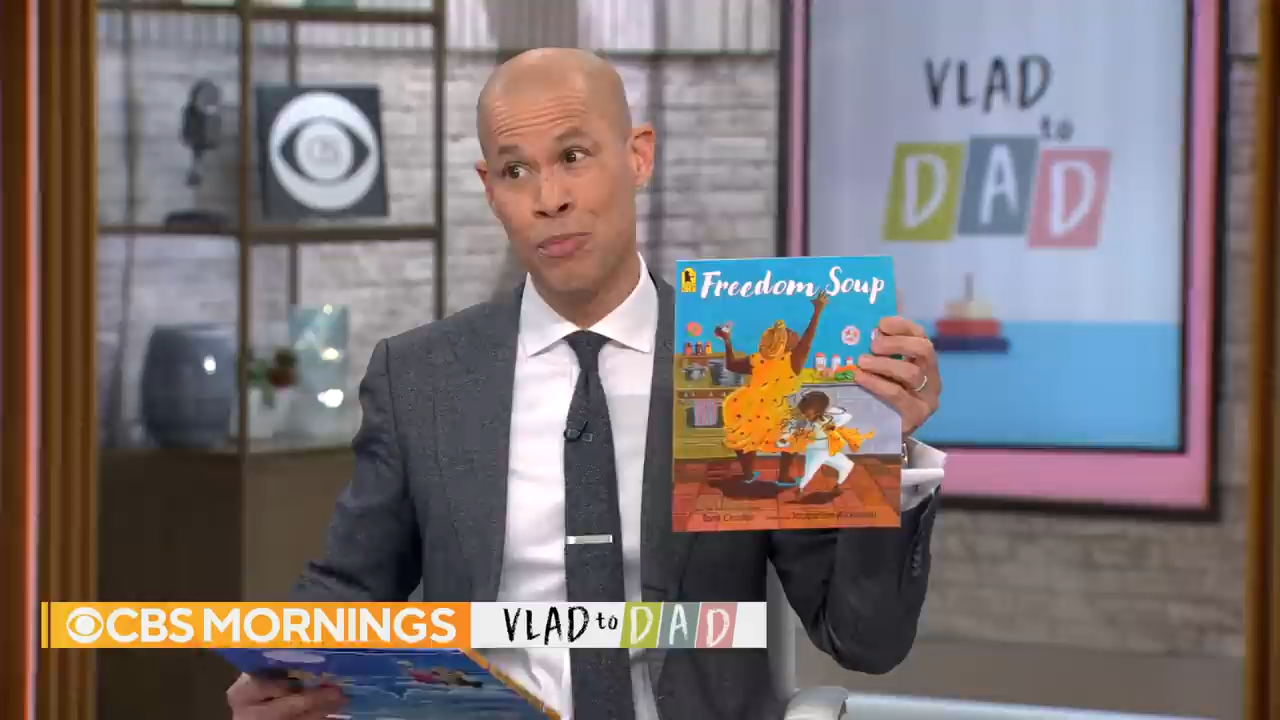 VLAD
to
DAD
Freedom Soup
CBS MORNINGS
VLAD to DAD